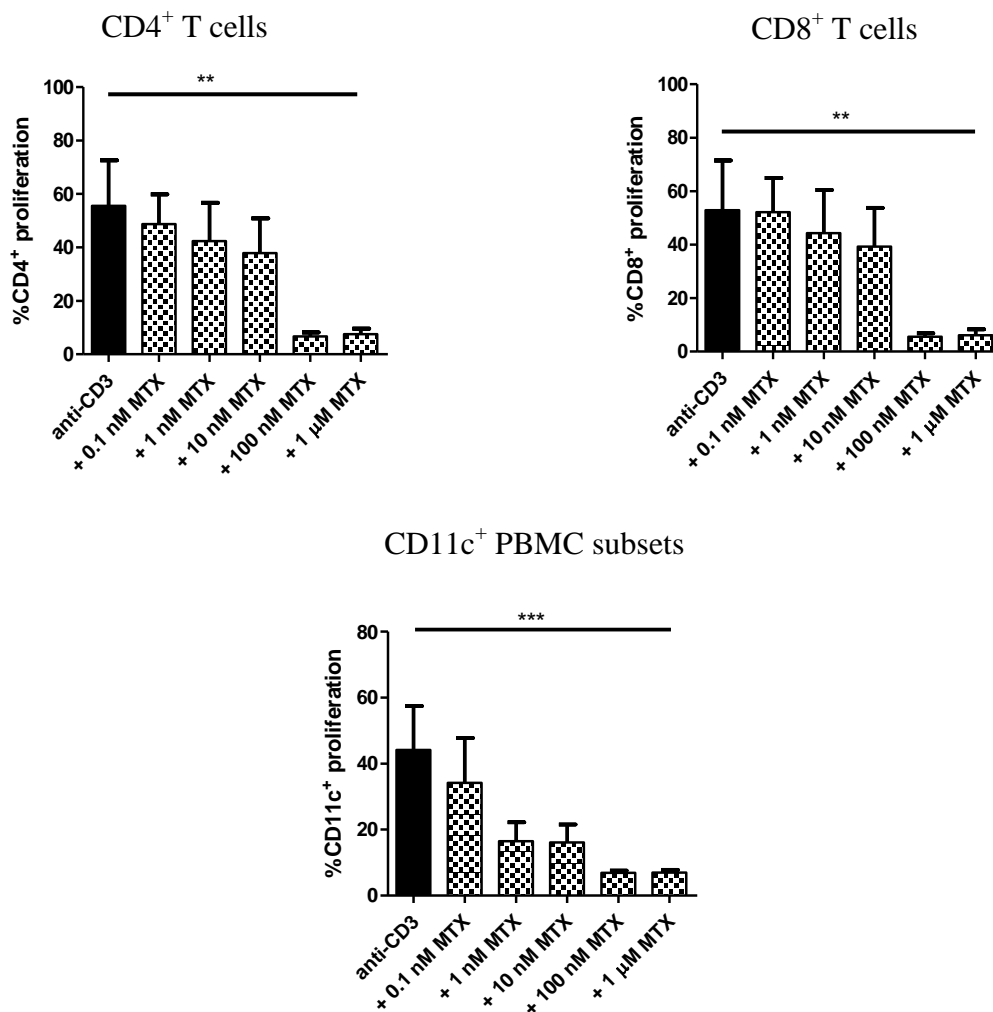 CD4⁺ T cells
**
100
80
60
40
20
0
%CD4⁺ proliferation
anti-CD3
+ 0.1 nM MTX
+ 1 nM MTX
+ 10 nM MTX
+ 100 nM MTX
+ 1 µM MTX
CD8⁺ T cells
**
100
80
60
40
20
0
%CD8⁺ proliferation
anti-CD3
+ 0.1 nM MTX
+ 1 nM MTX
+ 10 nM MTX
+ 100 nM MTX
+ 1 µM MTX
CD11c⁺ PBMC subsets
***
80
60
40
20
0
%CD11c⁺ proliferation
anti-CD3
+ 0.1 nM MTX
+ 1 nM MTX
+ 10 nM MTX
+ 100 nM MTX
+ 1 µM MTX